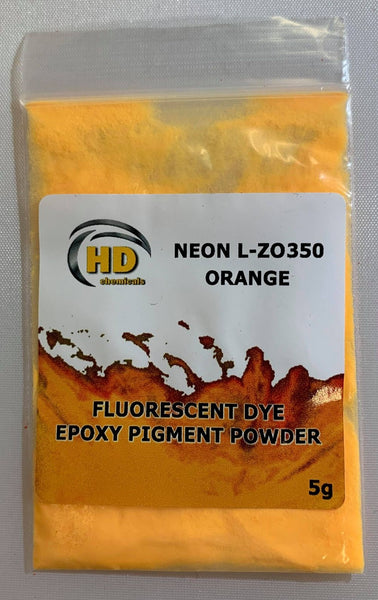 HD
chemicals
NEON L-ZO350
ORANGE
FLUORESCENT DYE
EPOXY PIGMENT POWDER
5g